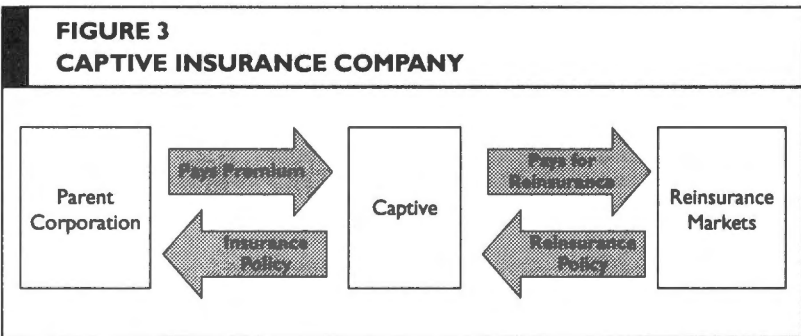 FIGURE 3
CAPTIVE INSURANCE COMPANY
Parent
Corporation
Pays Premium
Insurance
Policy
Captive
Pays for
Reinsurance
Reinsurance
Policy
Reinsurance
Markets